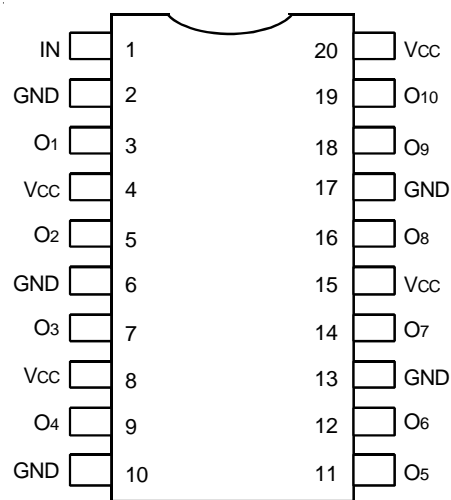 IN 1 20 VCC
GND 2 19 O10
O1 3 18 O9
VCC 4 17 GND
O2 5 16 O8
GND 6 15 VCC
O3 7 14 O7
VCC 8 13 GND
O4 9 12 O6
GND 10 11 O5